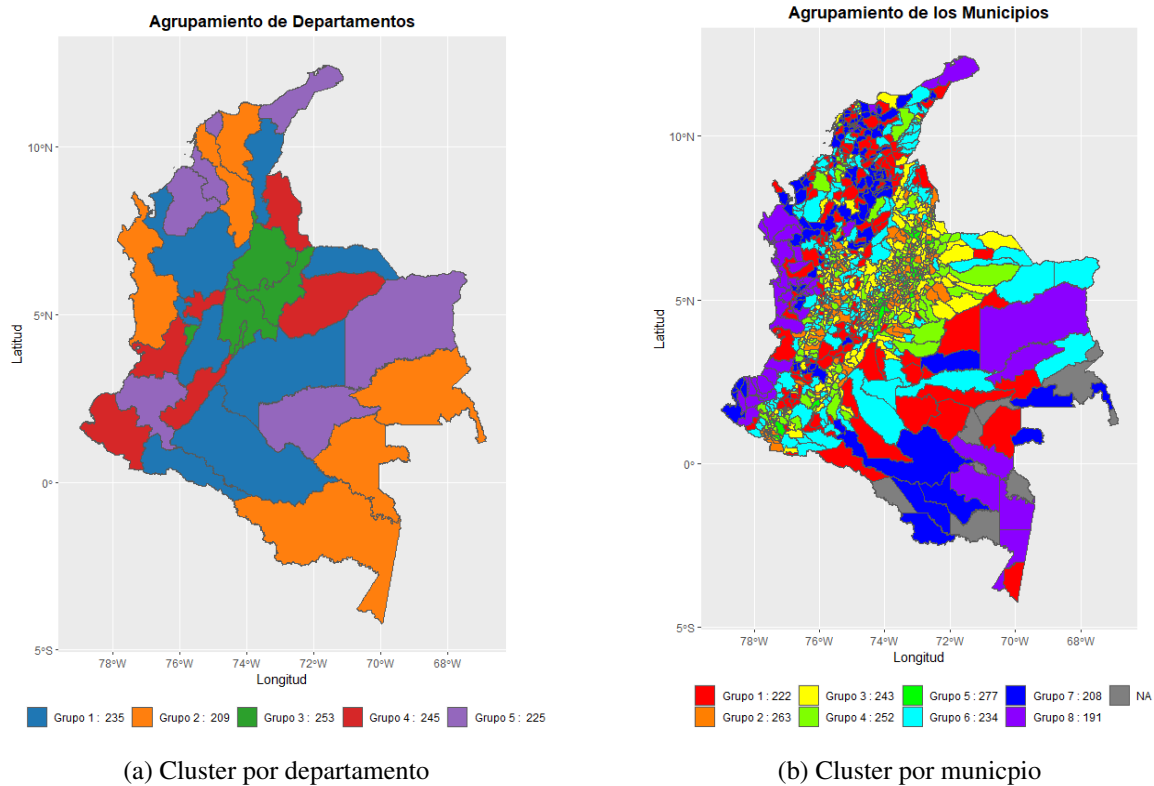 Agrupamiento de Departamentos
10°N
5°N
0°
5°S
Latitud
78°W 76°W 74°W 72°W 70°W 68°W
Longitud
Grupo 1 : 235 Grupo 2 : 209 Grupo 3 : 253 Grupo 4 : 245 Grupo 5 : 225
(a) Cluster por departamento
Agrupamiento de los Municipios
10°N
5°N
0°
5°S
Latitud
78°W 76°W 74°W 72°W 70°W 68°W
Longitud
Grupo 1 : 222 Grupo 3 : 243 Grupo 5 : 277 Grupo 7 : 208 NA
Grupo 2 : 263 Grupo 4 : 252 Grupo 6 : 234 Grupo 8 : 191
(b) Cluster por municpio